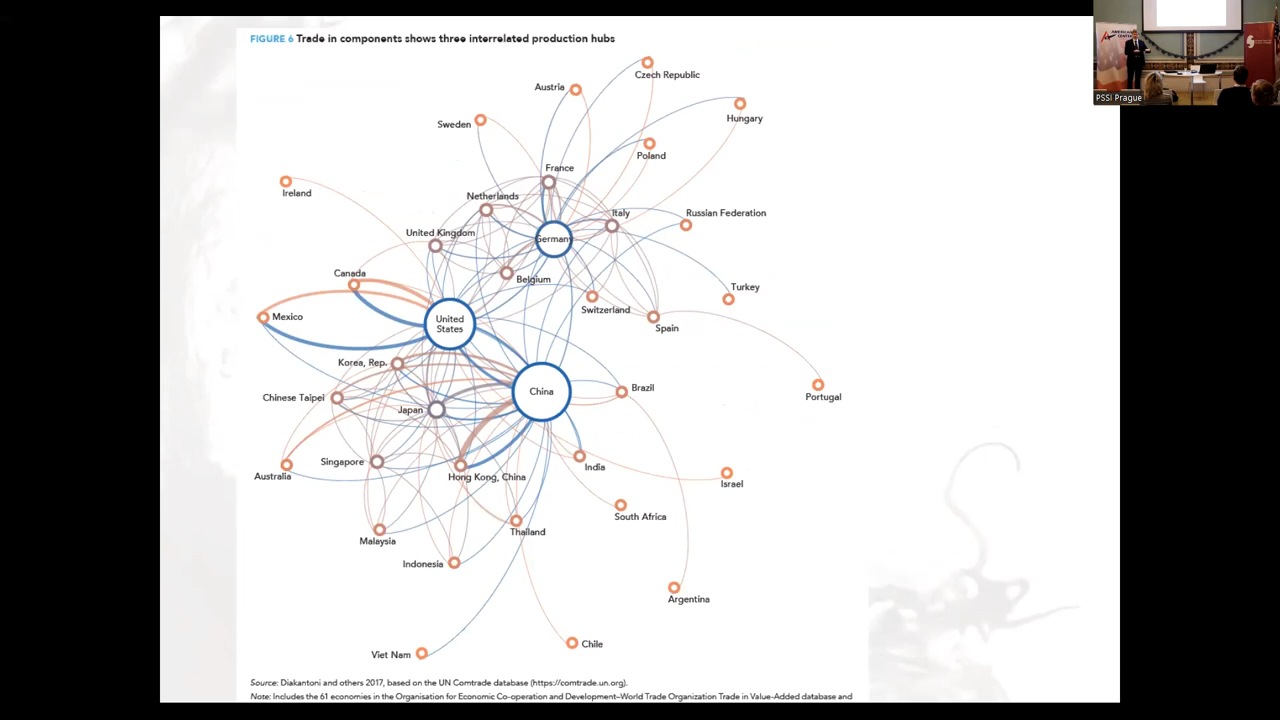 FIGURE 6 Trade in components shows three interrelated production hubs
Czech Republic
Austria
Hungary
Sweden
Poland
France
Ireland
Netherlands
Italy
Russian Federation
United Kingdom
Germany
Canada
Belgium
Turkey
Switzerland
Mexico
United
States
Spain
Korea, Rep.
China
Brazil
Chinese Taipei
Portugal
Japan
Singapore
India
Australia
Hong Kong, China
Israel
South Africa
Thailand
Malaysia
Indonesia
Argentina
Chile
Viet Nam
Source: Diakantoni and others 2017, based on the UN Comtrade database (https://comtrade.un.org).
Note: Includes the 61 economies in the Organisation for Economic Co-operation and Development–World Trade Organization Trade in Value-Added database and
PSSI Prague